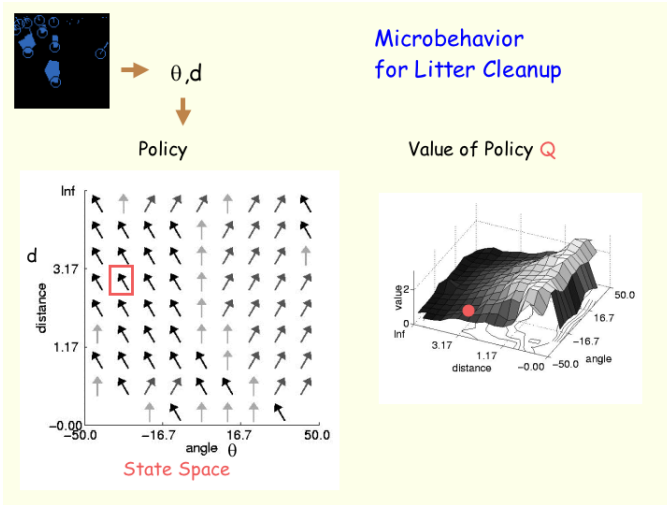 Microbehavior
for Litter Cleanup
θ,d
Policy
Value of Policy Q
Inf
d
3.17
distance
1.17
-0.00
-50.0
-16.7
16.7
50.0
angle θ
State Space
value
2
0
Inf
3.17
1.17
-0.00
distance
-50.0
-16.7
16.7
50.0
angle